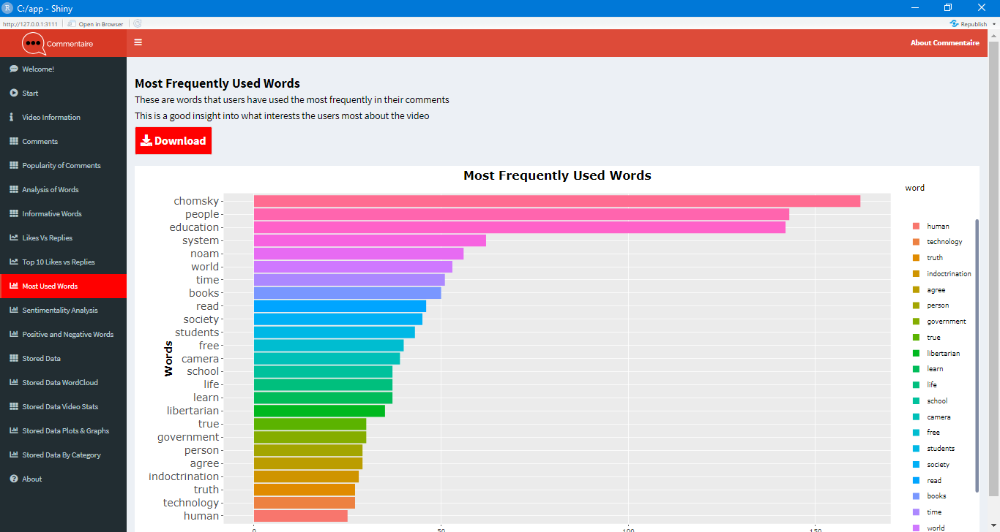 C:/app - Shiny
http://127.0.0.1:3111 Open in Browser Republish
Commentaire
About Commentaire
Welcome!
Start
Video Information
Comments
Popularity of Comments
Analysis of Words
Informative Words
Likes Vs Replies
Top 10 Likes vs Replies
Most Used Words
Sentimentality Analysis
Positive and Negative Words
Stored Data
Stored Data WordCloud
Stored Data Video Stats
Stored Data Plots & Graphs
Stored Data By Category
About
Most Frequently Used Words
These are words that users have used the most frequently in their comments
This is a good insight into what interests the users most about the video
Download
Most Frequently Used Words
Words
chomsky
people
education
system
noam
world
time
books
read
society
students
free
camera
school
life
learn
libertarian
true
government
person
agree
indoctrination
truth
technology
human
0 50 100 150
word
human
technology
truth
indoctrination
agree
person
government
true
libertarian
learn
life
school
camera
free
students
society
read
books
time
world